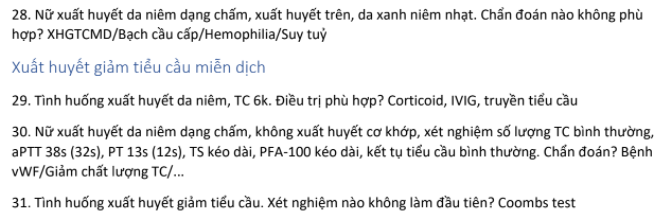 28. Nữ xuất huyết da niêm dạng chấm, xuất huyết trên, da xanh niêm nhạt. Chẩn đoán nào không phù
hợp? XHGTCMD/Bạch cầu cấp/Hemophilia/Suy tuỷ
Xuất huyết giảm tiểu cầu miễn dịch
29. Tình huống xuất huyết da niêm, TC 6k. Điều trị phù hợp? Corticoid, IVIG, truyền tiểu cầu
30. Nữ xuất huyết da niêm dạng chấm, không xuất huyết cơ khớp, xét nghiệm số lượng TC bình thường,
aPTT 38s (32s), PT 13s (12s), TS kéo dài, PFA-100 kéo dài, kết tụ tiểu cầu bình thường. Chẩn đoán? Bệnh
vWF/Giảm chất lượng TC/...
31. Tình huống xuất huyết giảm tiểu cầu. Xét nghiệm nào không làm đầu tiên? Coombs test